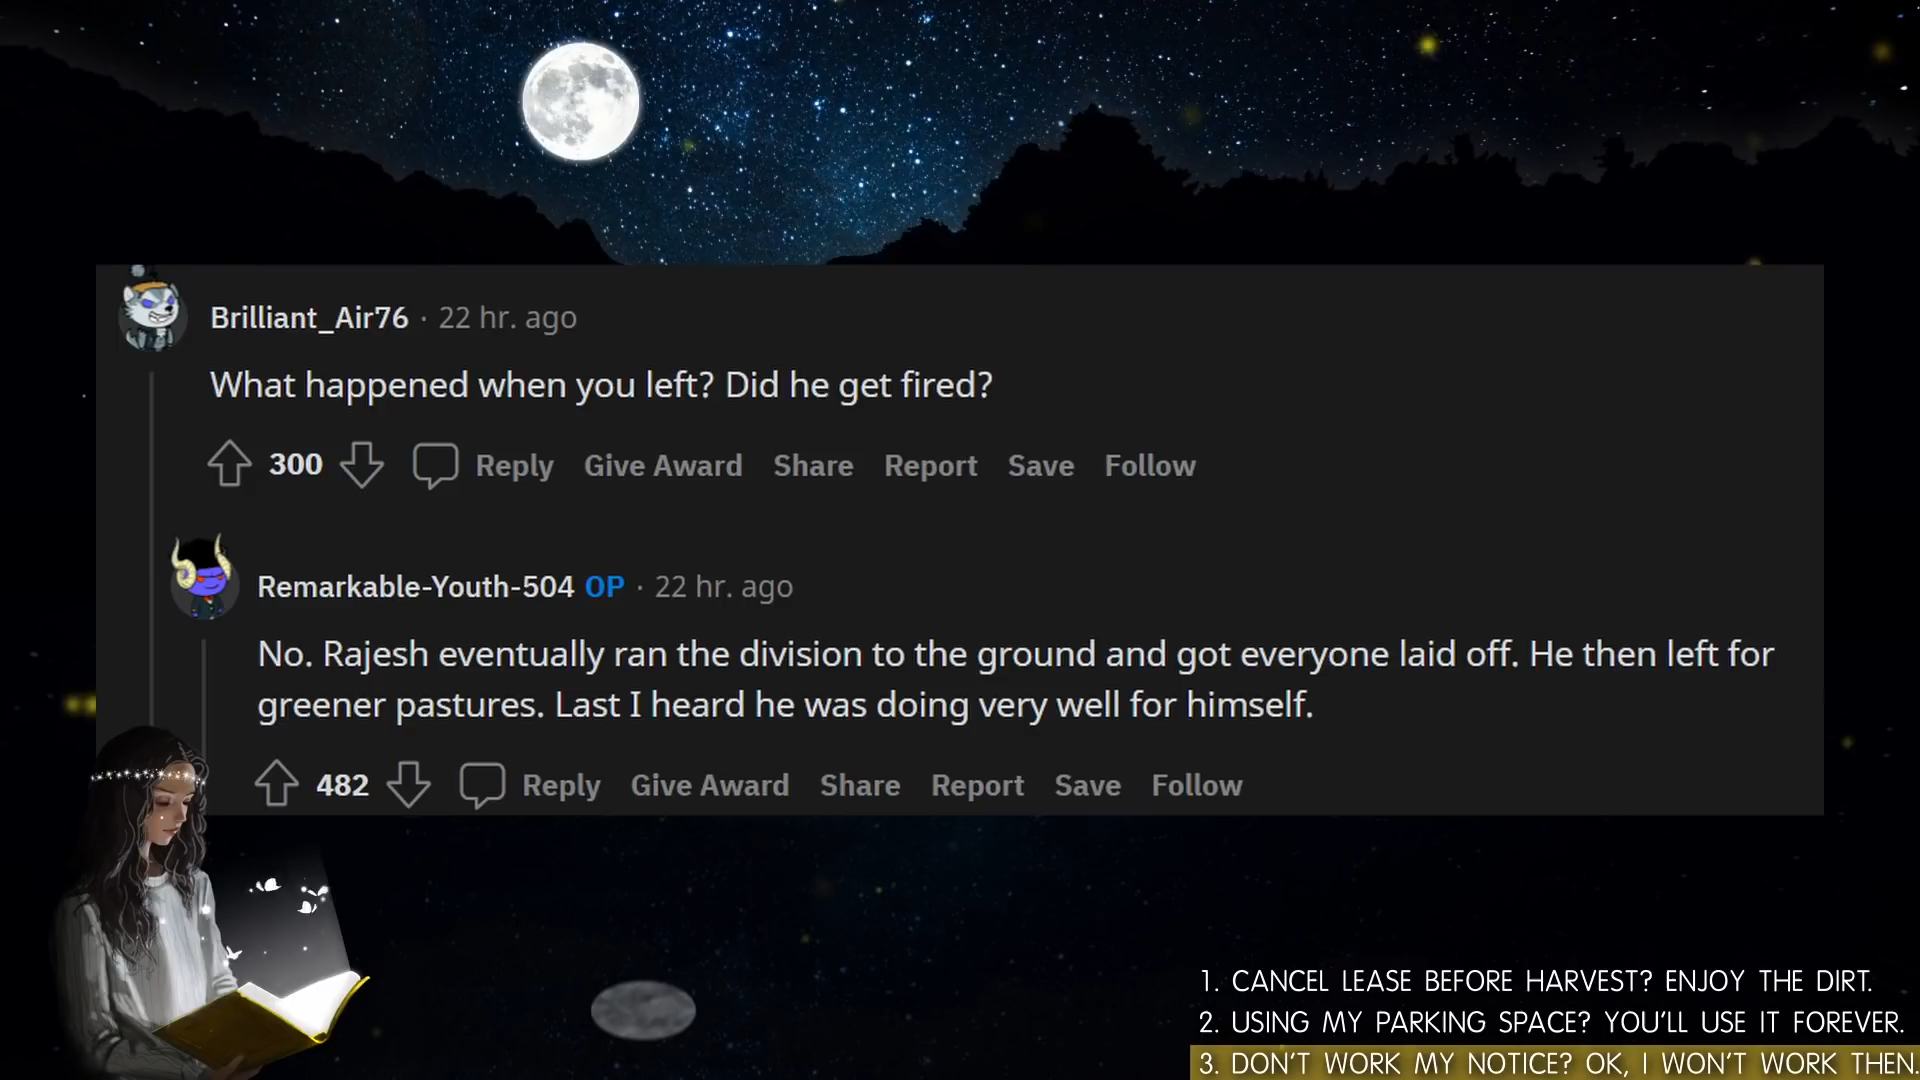 Brilliant_Air76 · 22 hr. ago
What happened when you left? Did he get fired?
300 Reply Give Award Share Report Save Follow
Remarkable-Youth-504 OP · 22 hr. ago
No. Rajesh eventually ran the division to the ground and got everyone laid off. He then left for
greener pastures. Last I heard he was doing very well for himself.
482 Reply Give Award Share Report Save Follow
1. CANCEL LEASE BEFORE HARVEST? ENJOY THE DIRT.
2. USING MY PARKING SPACE? YOU'LL USE IT FOREVER.
3. DON'T WORK MY NOTICE? OK, I WON'T WORK THEN.